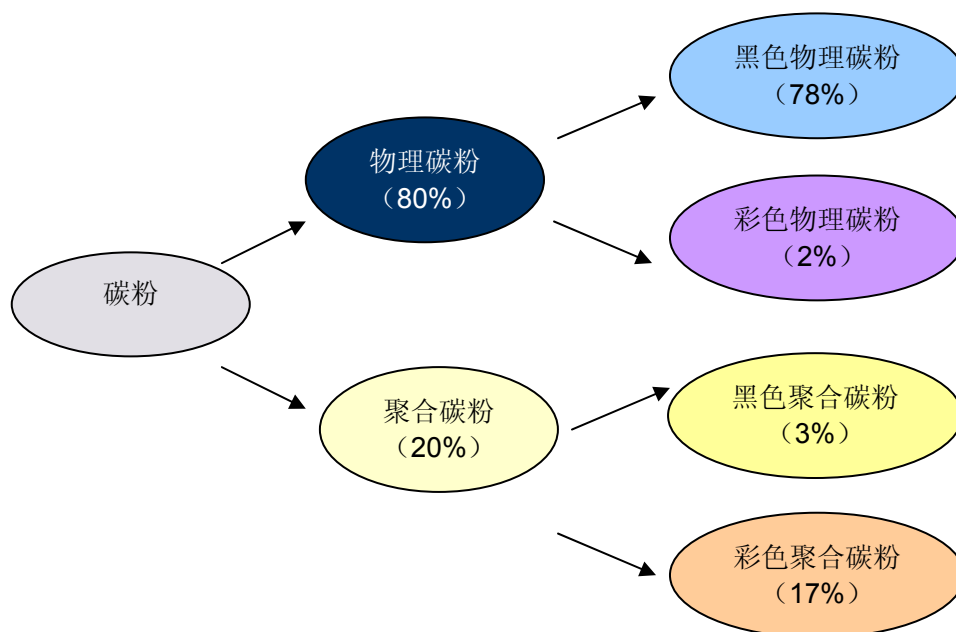 黑色物理碳粉
（78%）
物理碳粉
（80%）
彩色物理碳粉
（2%）
碳粉
聚合碳粉
（20%）
黑色聚合碳粉
（3%）
彩色聚合碳粉
（17%）